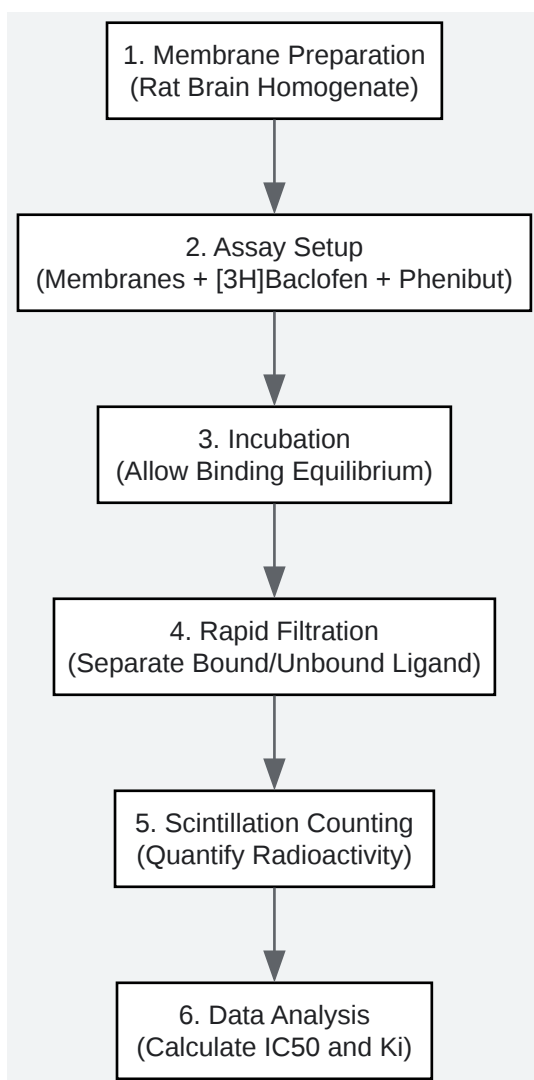 1. Membrane Preparation
(Rat Brain Homogenate)
2. Assay Setup
(Membranes + [3H]Baclofen + Phenibut)
3. Incubation
(Allow Binding Equilibrium)
4. Rapid Filtration
(Separate Bound/Unbound Ligand)
5. Scintillation Counting
(Quantify Radioactivity)
6. Data Analysis
(Calculate IC50 and Ki)